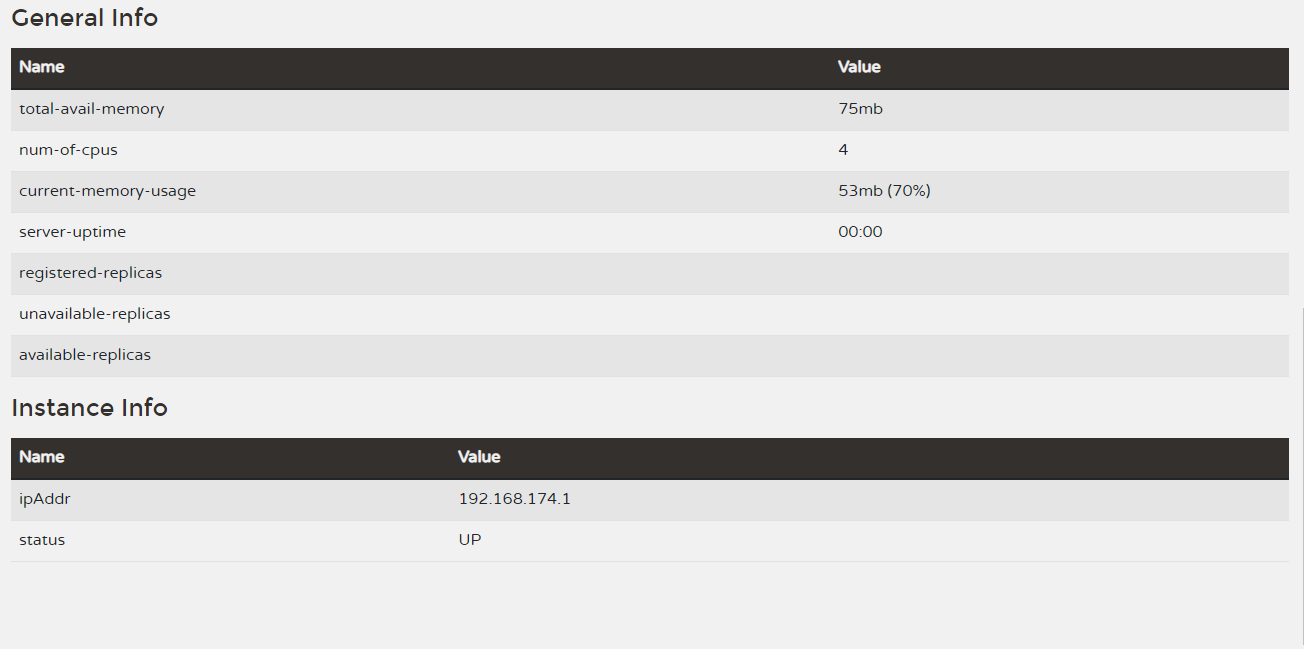 General Info
Name Value
total-avail-memory 75mb
num-of-cpus 4
current-memory-usage 53mb (70%)
server-uptime 00:00
registered-replicas
unavailable-replicas
available-replicas
Instance Info
Name Value
ipAddr 192.168.174.1
status UP